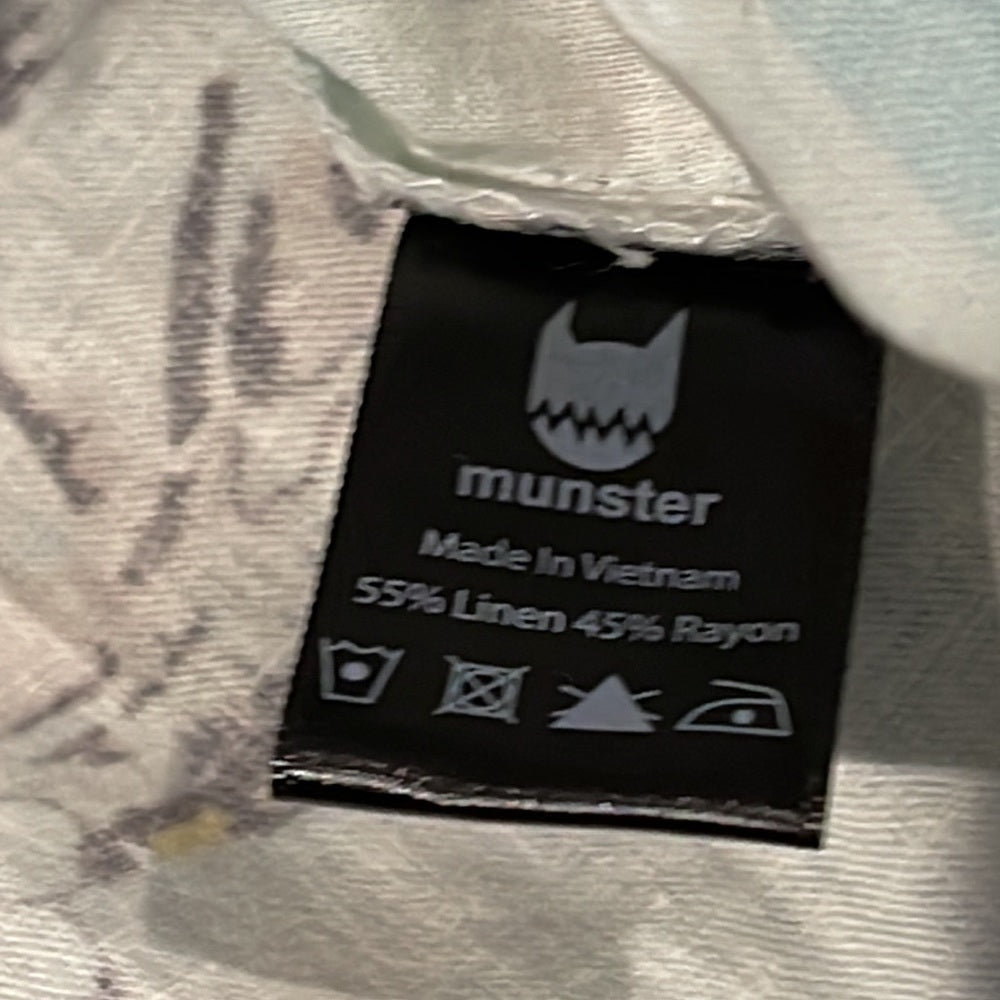 munster
Made In Vietnam
55% Linen 45% Rayon